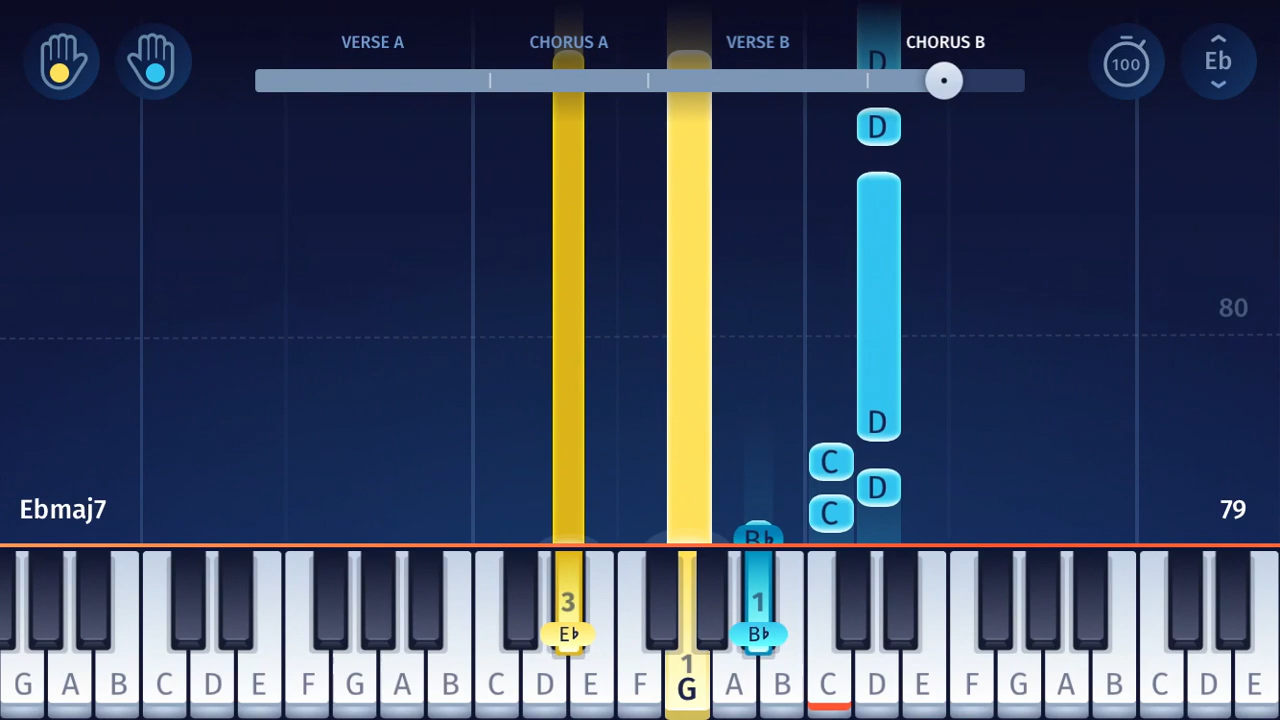 VERSE A CHORUS A VERSE B CHORUS B
100 Eb
D
D
80
D
C
D
C
Ebmaj7 79
B♭
3 1
E♭ B♭
1
G A B C D E F G A B C D E F G A B C D E F G A B C D E